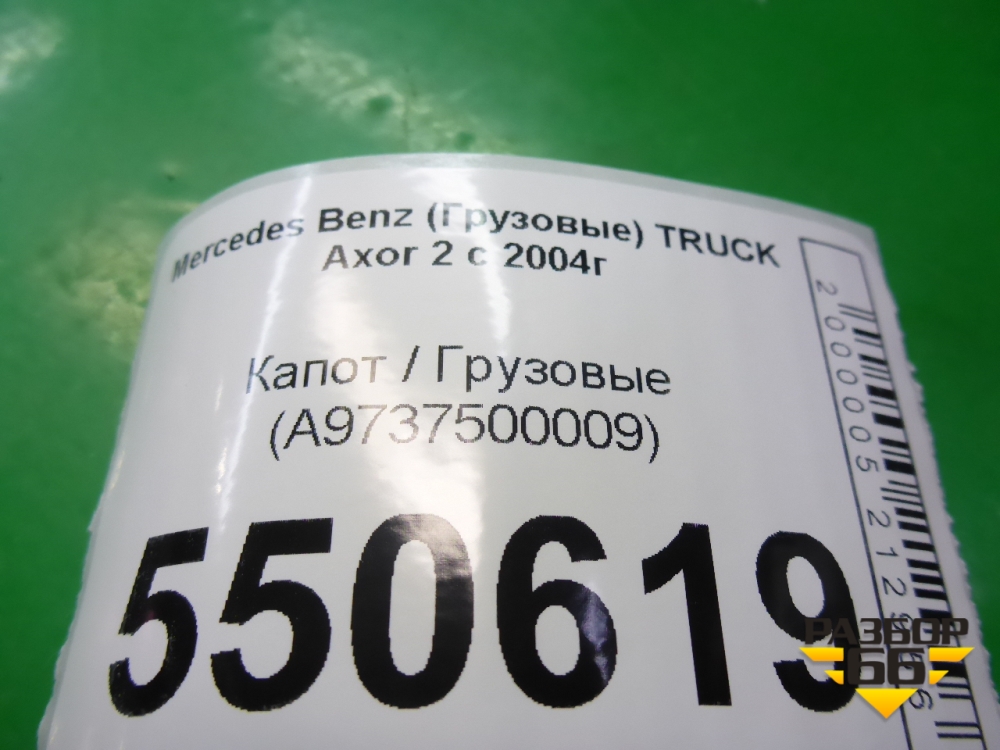 Mercedes Benz (Грузовые) TRUCK
Axor 2 с 2004г
Капот / Грузовые
(A9737500009)
550619
РАЗБОР
66